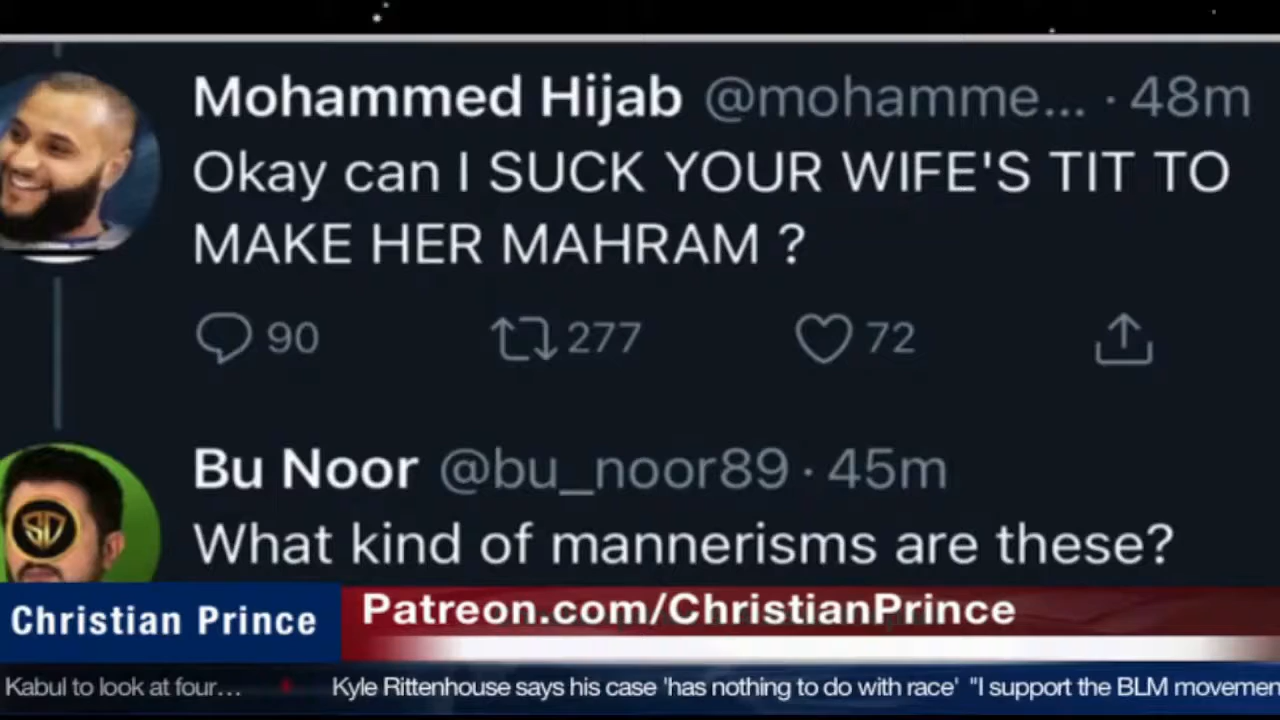 Mohammed Hijab @mohamme... · 48m
Okay can I SUCK YOUR WIFE'S TIT TO
MAKE HER MAHRAM ?
90 277 72
Bu Noor @bu_noor89 · 45m
What kind of mannerisms are these?
Christian Prince
Patreon.com/ChristianPrince
Kabul to look at four... Kyle Rittenhouse says his case 'has nothing to do with race' "I support the BLM movemen